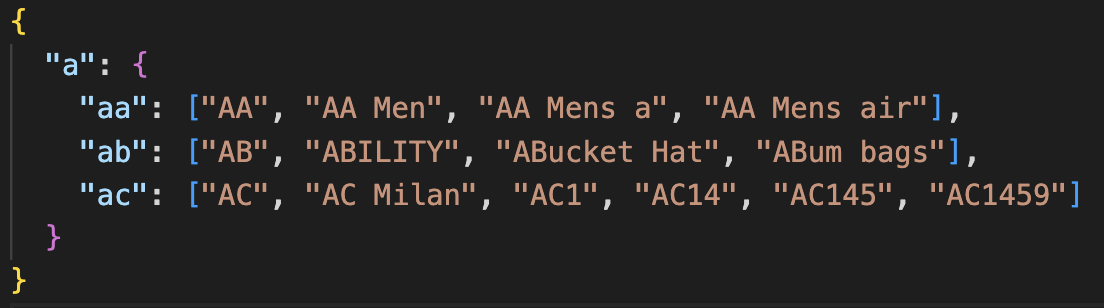 {
"a": {
"aa": ["AA", "AA Men", "AA Mens a", "AA Mens air"],
"ab": ["AB", "ABILITY", "ABucket Hat", "ABum bags"],
"ac": ["AC", "AC Milan", "AC1", "AC14", "AC145", "AC1459"]
}
}